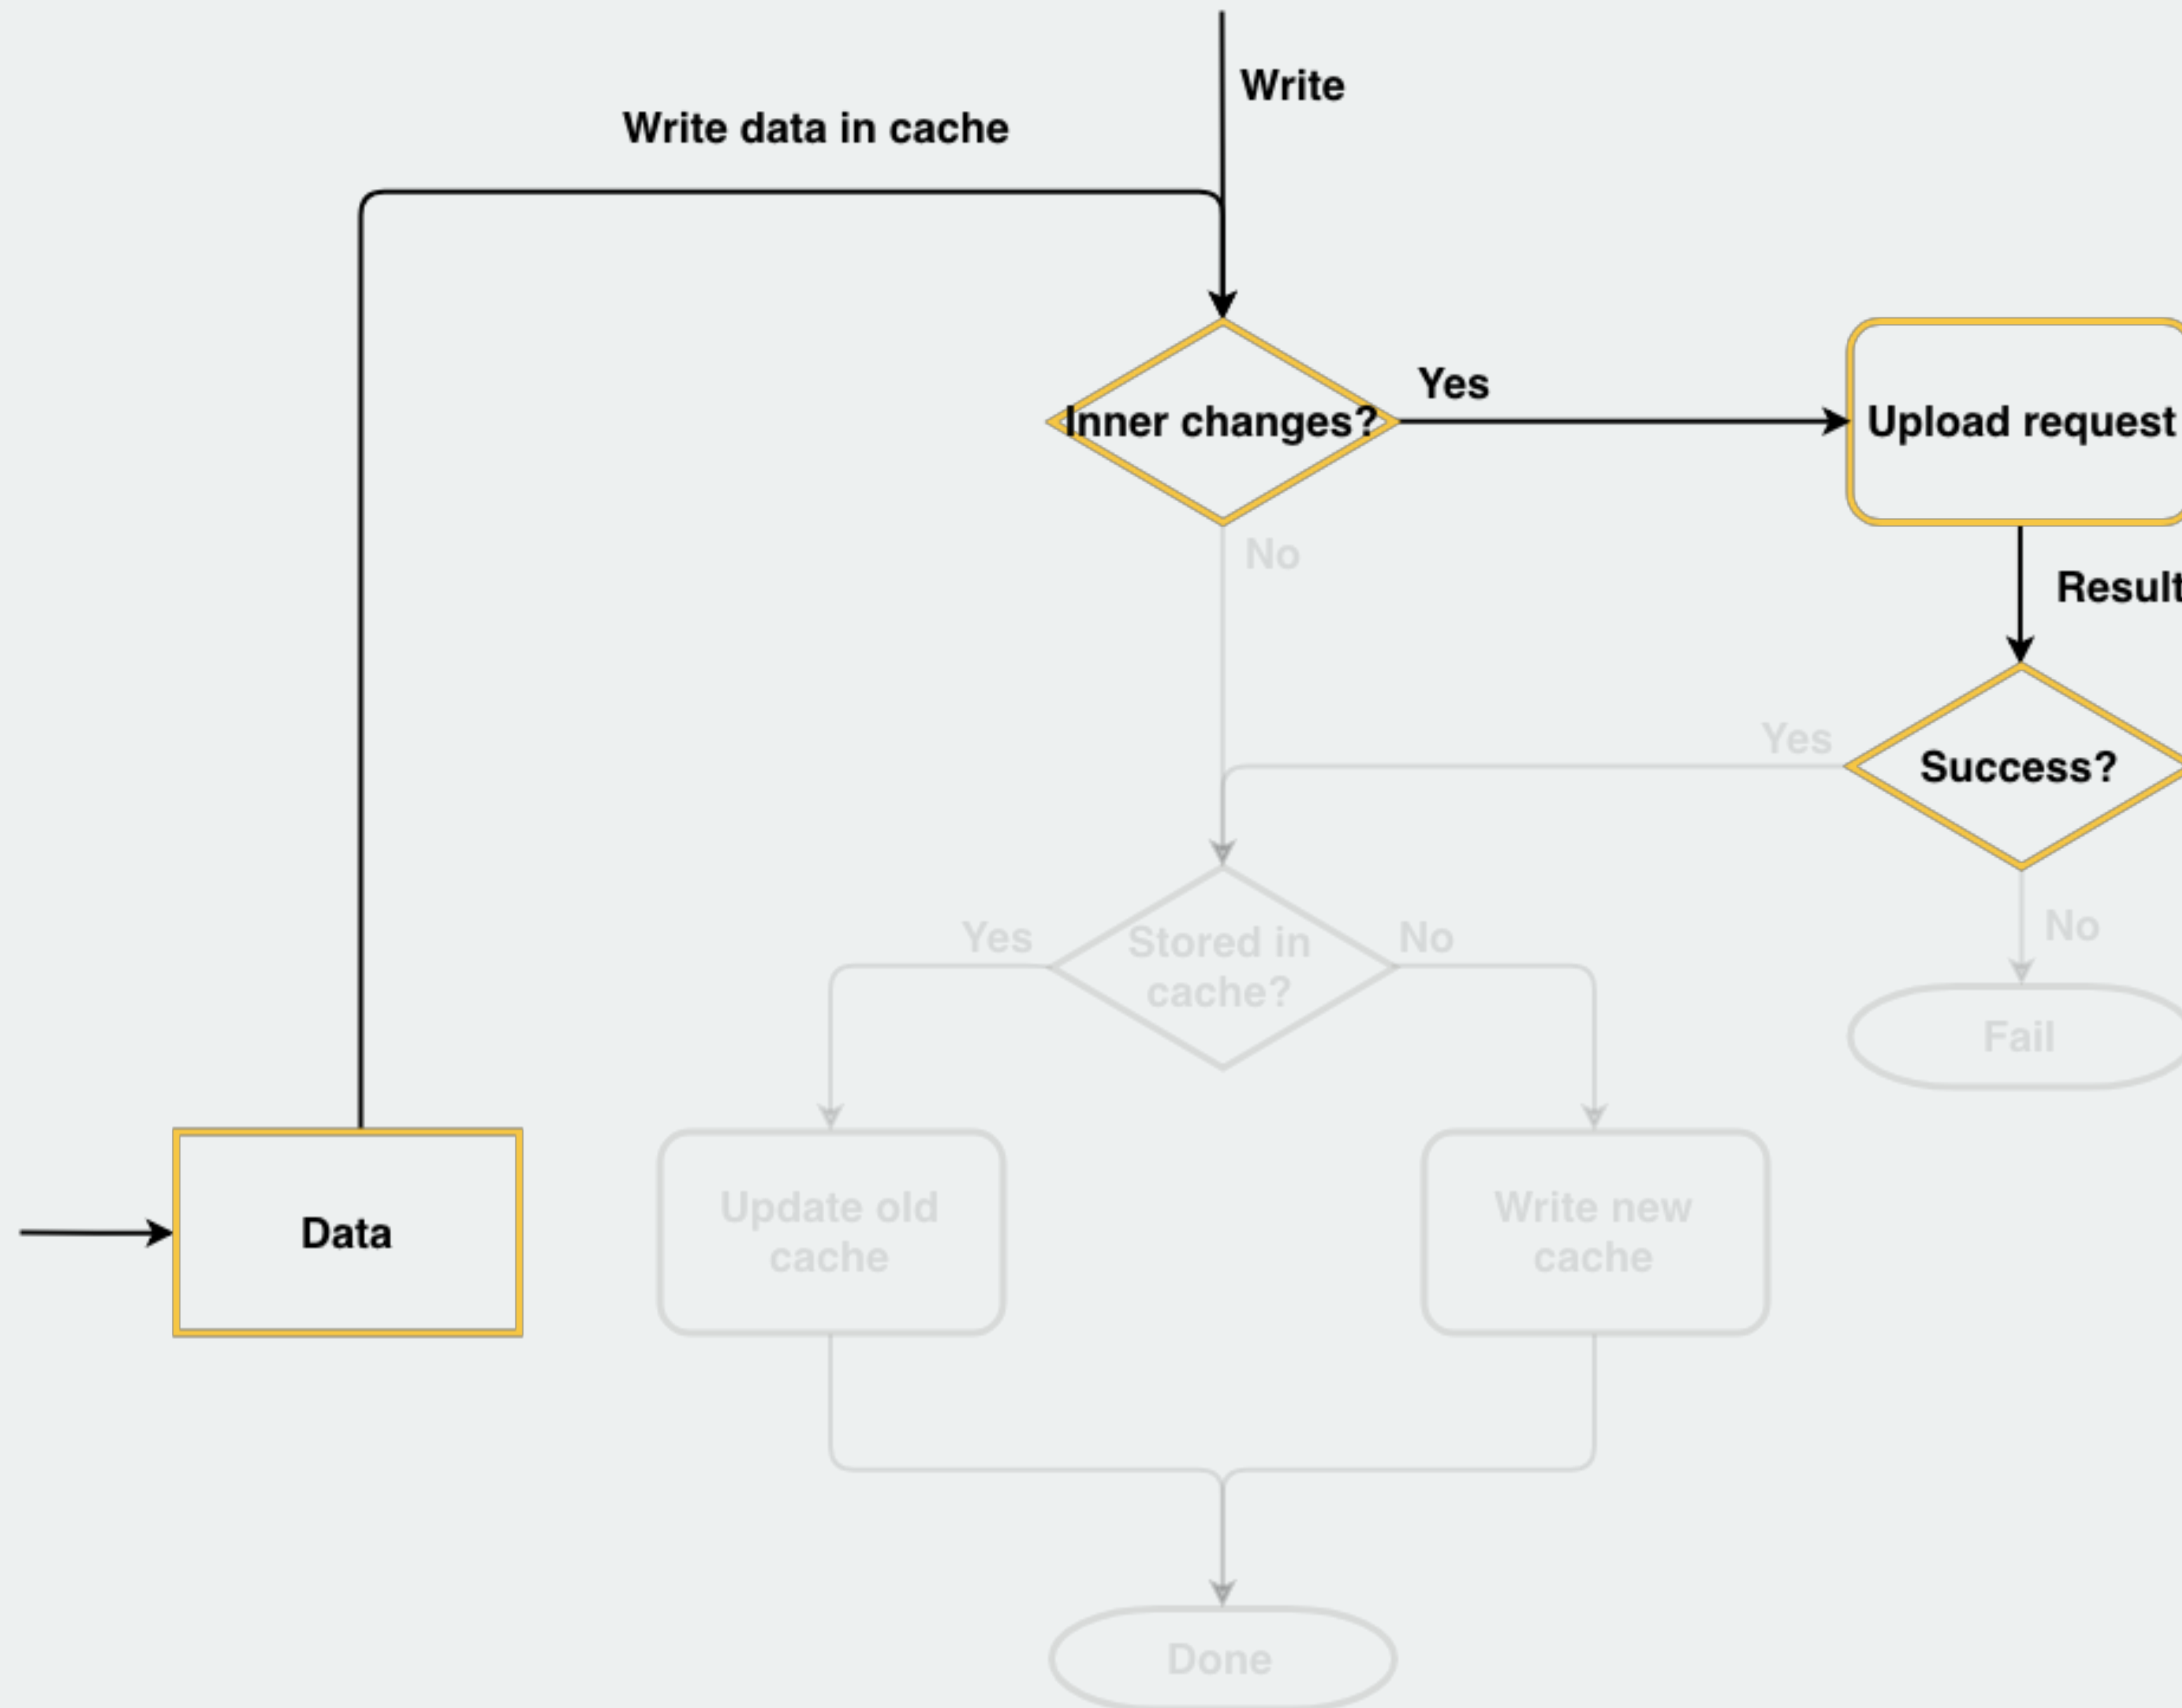 Write
Write data in cache
Yes
Inner changes?
Upload request
No
Result
Yes
Success?
Yes
Stored in
cache?
No
No
Fail
Update old
cache
Write new
cache
Data
Done